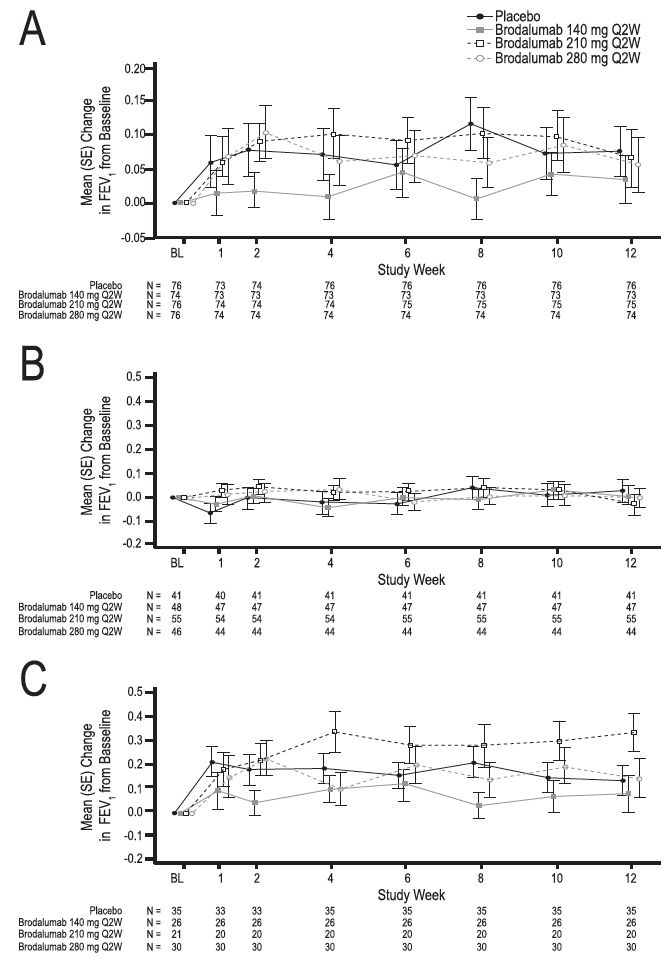 A
Placebo
Brodalumab 140 mg Q2W
Brodalumab 210 mg Q2W
Brodalumab 280 mg Q2W
Mean (SE) Change
in FEV1 from Basseline
0.20
0.15
0.10
0.05
0.00
-0.05
BL 1 2 4 6 8 10 12
Study Week
Placebo N = 76 73 74 76 76 76 76 76
Brodalumab 140 mg Q2W N = 74 73 73 73 73 73 73 73
Brodalumab 210 mg Q2W N = 76 74 74 74 75 75 75 75
Brodalumab 280 mg Q2W N = 76 74 74 74 74 74 74 74
B
Mean (SE) Change
in FEV1 from Baseline
0.5
0.4
0.3
0.2
0.1
0.0
-0.1
-0.2
BL 1 2 4 6 8 10 12
Study Week
Placebo N = 41 40 41 41 41 41 41 41
Brodalumab 140 mg Q2W N = 48 47 47 47 47 47 47 47
Brodalumab 210 mg Q2W N = 55 54 54 54 55 55 55 55
Brodalumab 280 mg Q2W N = 46 44 44 44 44 44 44 44
C
Mean (SE) Change
in FEV1 from Baseline
0.5
0.4
0.3
0.2
0.1
0.0
-0.1
-0.2
BL 1 2 4 6 8 10 12
Study Week
Placebo N = 35 33 33 35 35 35 35 35
Brodalumab 140 mg Q2W N = 26 26 26 26 26 26 26 26
Brodalumab 210 mg Q2W N = 21 20 20 20 20 20 20 20
Brodalumab 280 mg Q2W N = 30 30 30 30 30 30 30 30